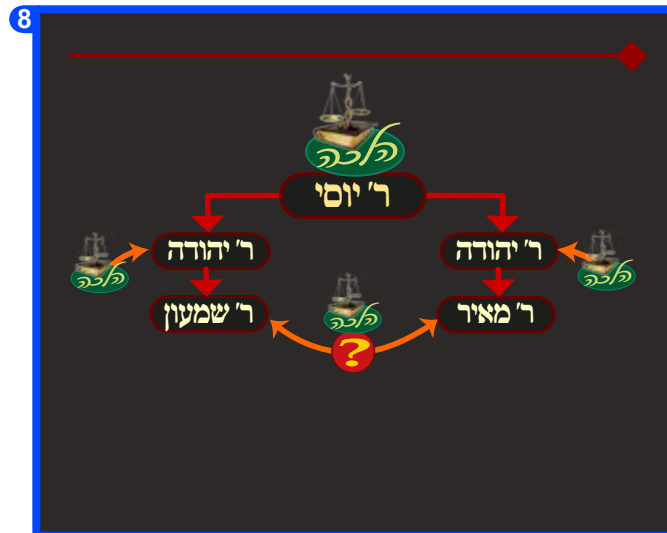 8
הלכה
ר' יוסי
ר' יהודה
ר' יהודה
הלכה
הלכה
ר' מאיר
הלכה
ר' שמעון
?